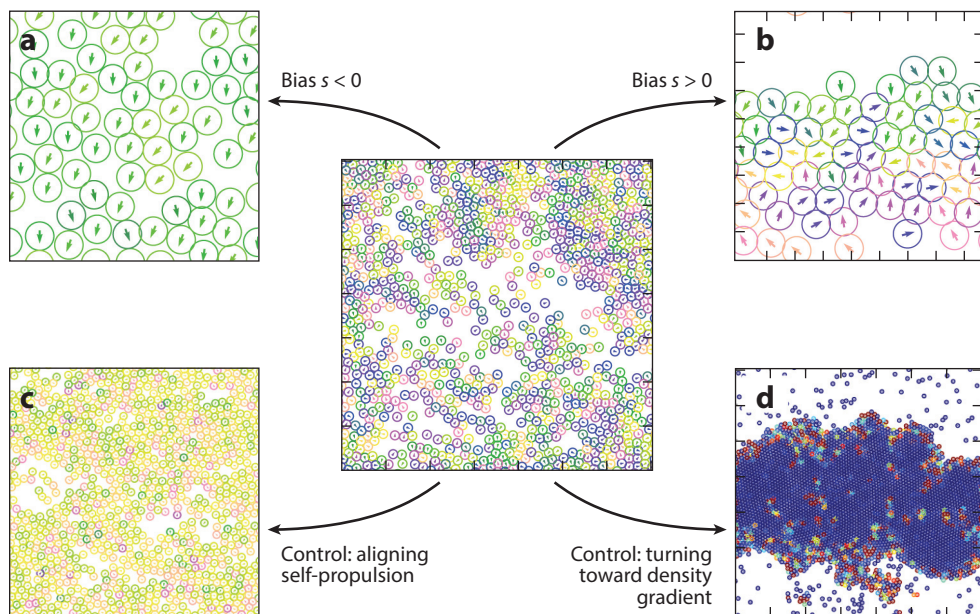 a
Bias s < 0
Bias s > 0
b
c
Control: aligning
self-propulsion
Control: turning
toward density
gradient
d